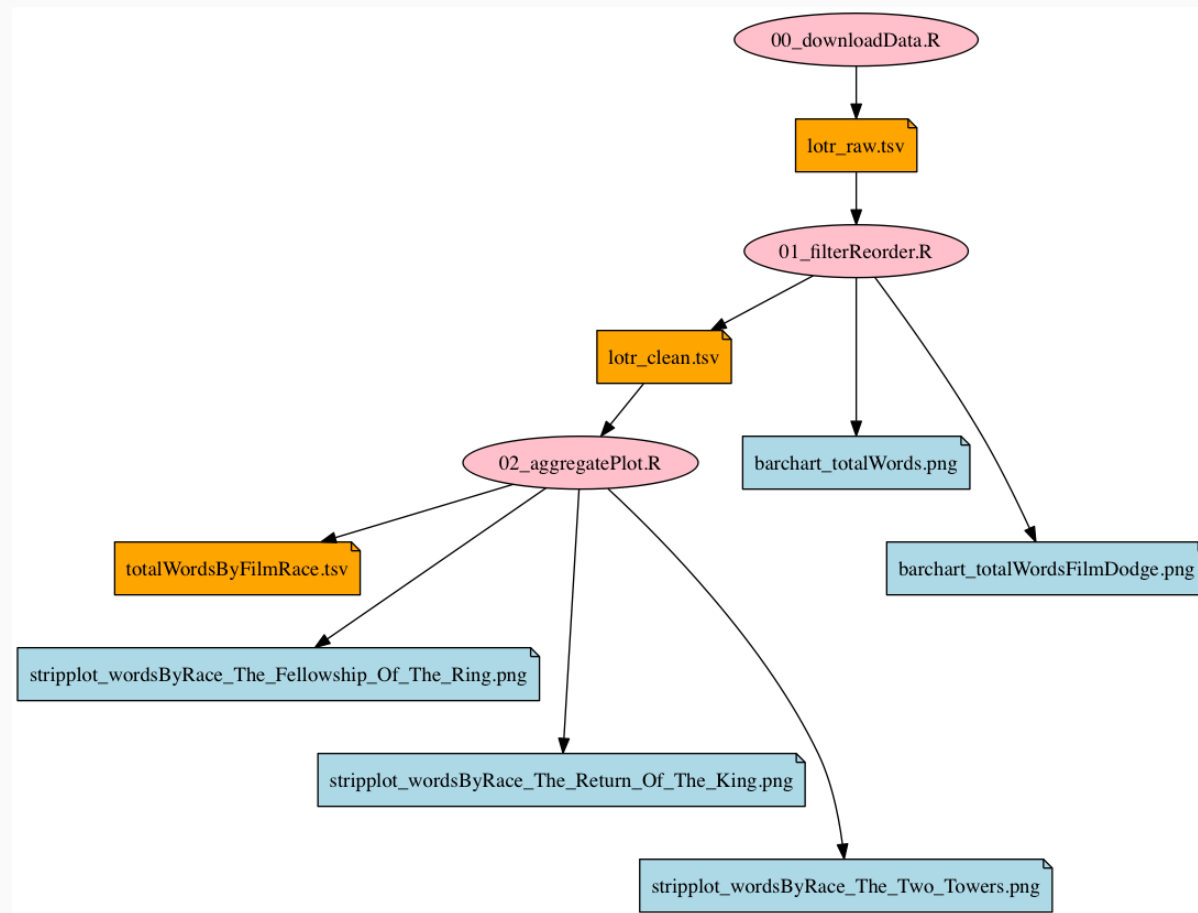 00_downloadData.R
lotr_raw.tsv
01_filterReorder.R
lotr_clean.tsv
02_aggregatePlot.R
barchart_totalWords.png
totalWordsByFilmRace.tsv
barchart_totalWordsFilmDodge.png
stripplot_wordsByRace_The_Fellowship_Of_The_Ring.png
stripplot_wordsByRace_The_Return_Of_The_King.png
stripplot_wordsByRace_The_Two_Towers.png